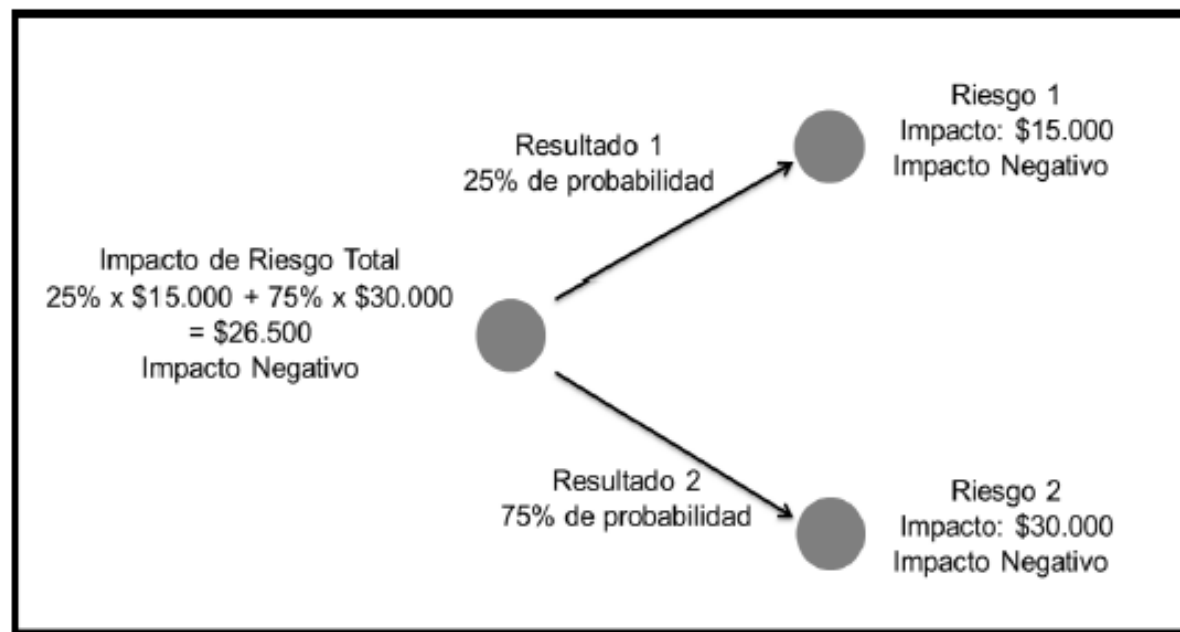 Riesgo 1
Impacto: $15.000
Impacto Negativo
Resultado 1
25% de probabilidad
Impacto de Riesgo Total
25% x $15.000 + 75% x $30.000
= $26.500
Impacto Negativo
Resultado 2
75% de probabilidad
Riesgo 2
Impacto: $30.000
Impacto Negativo